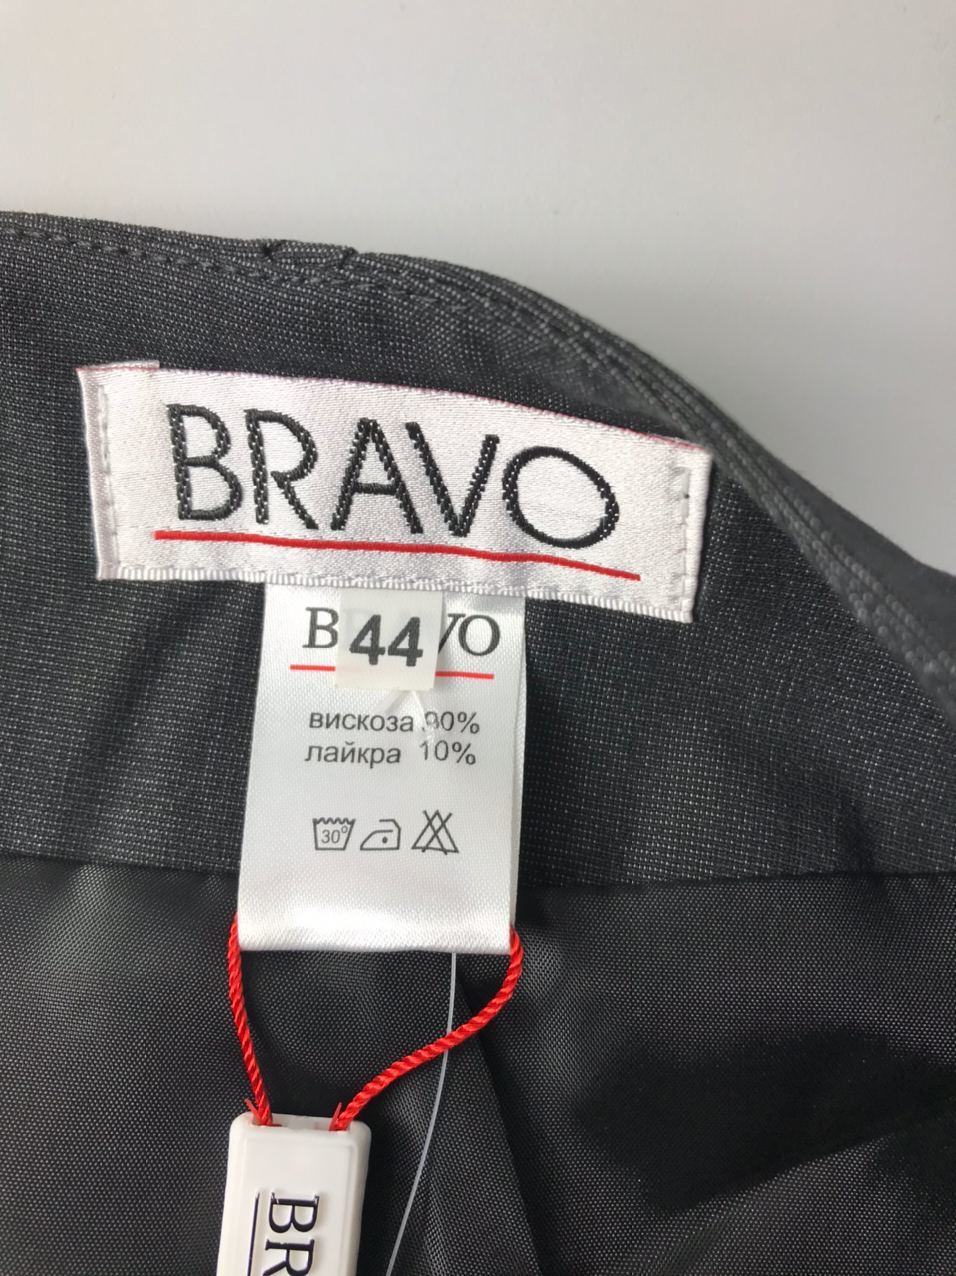 BRAVO
B 44 VO
вискоза 90%
лайкра 10%
30°
BR